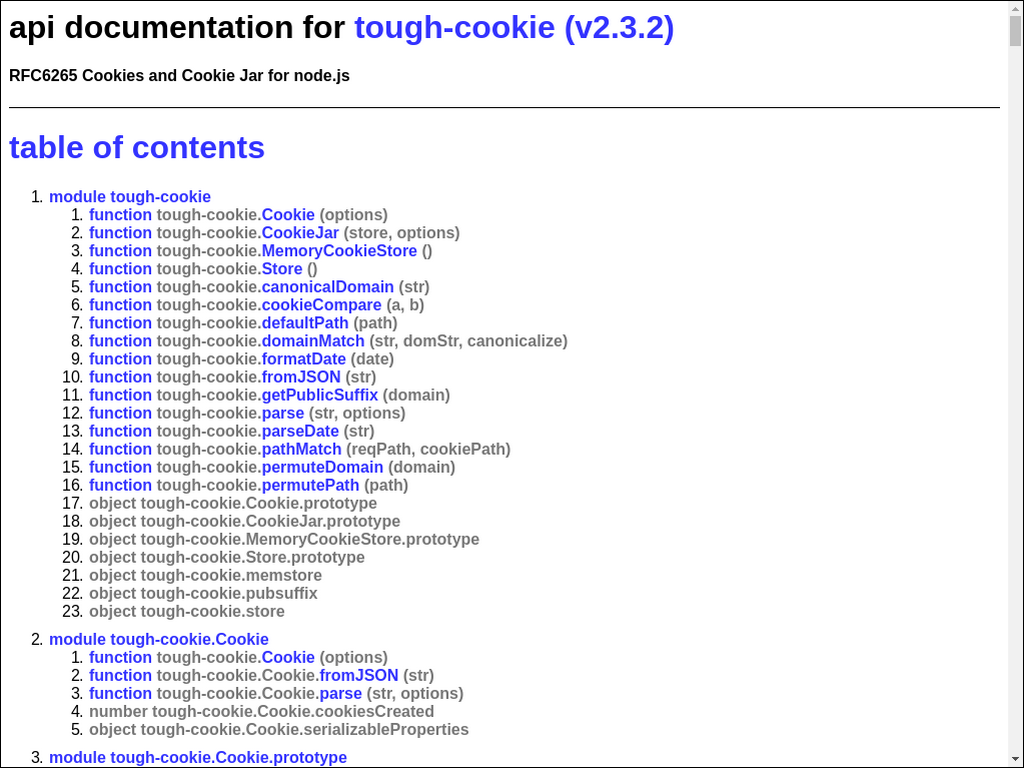 api documentation for tough-cookie (v2.3.2)
RFC6265 Cookies and Cookie Jar for node.js
table of contents
1. module tough-cookie
1. function tough-cookie.Cookie (options)
2. function tough-cookie.CookieJar (store, options)
3. function tough-cookie.MemoryCookieStore ()
4. function tough-cookie.Store ()
5. function tough-cookie.canonicalDomain (str)
6. function tough-cookie.cookieCompare (a, b)
7. function tough-cookie.defaultPath (path)
8. function tough-cookie.domainMatch (str, domStr, canonicalize)
9. function tough-cookie.formatDate (date)
10. function tough-cookie.fromJSON (str)
11. function tough-cookie.getPublicSuffix (domain)
12. function tough-cookie.parse (str, options)
13. function tough-cookie.parseDate (str)
14. function tough-cookie.pathMatch (reqPath, cookiePath)
15. function tough-cookie.permuteDomain (domain)
16. function tough-cookie.permutePath (path)
17. object tough-cookie.Cookie.prototype
18. object tough-cookie.CookieJar.prototype
19. object tough-cookie.MemoryCookieStore.prototype
20. object tough-cookie.Store.prototype
21. object tough-cookie.memstore
22. object tough-cookie.pubsuffix
23. object tough-cookie.store
2. module tough-cookie.Cookie
1. function tough-cookie.Cookie (options)
2. function tough-cookie.Cookie.fromJSON (str)
3. function tough-cookie.Cookie.parse (str, options)
4. number tough-cookie.Cookie.cookiesCreated
5. object tough-cookie.Cookie.serializableProperties
3. module tough-cookie.Cookie.prototype